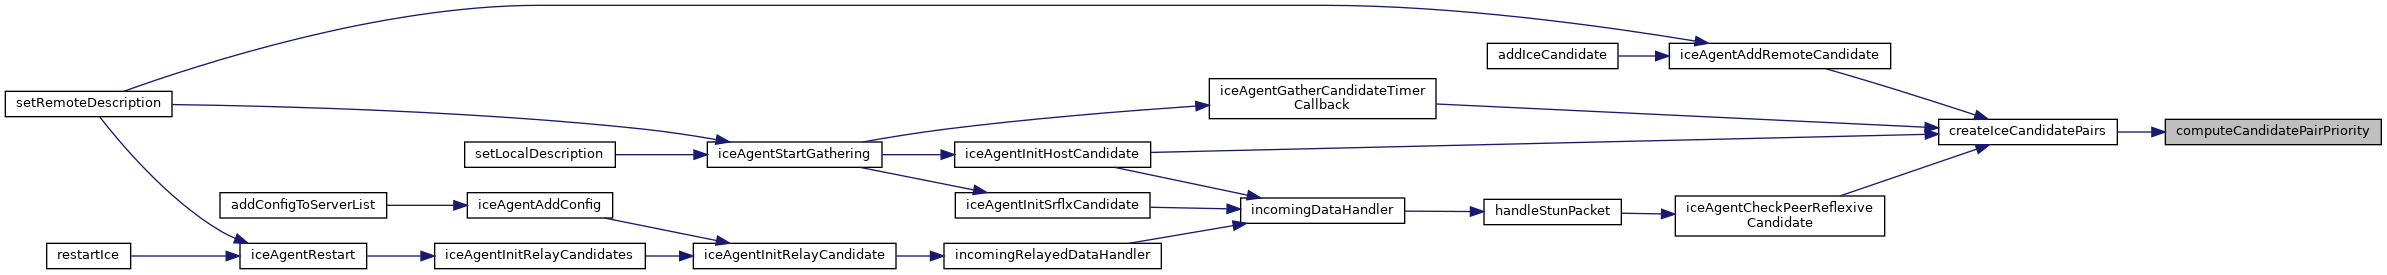 addIceCandidate
iceAgentAddRemoteCandidate
iceAgentGatherCandidateTimer
Callback
setRemoteDescription
createIceCandidatePairs
computeCandidatePairPriority
setLocalDescription
iceAgentStartGathering
iceAgentInitHostCandidate
addConfigToServerList
iceAgentAddConfig
iceAgentInitSrflxCandidate
incomingDataHandler
handleStunPacket
iceAgentCheckPeerReflexive
Candidate
restartIce
iceAgentRestart
iceAgentInitRelayCandidates
iceAgentInitRelayCandidate
incomingRelayedDataHandler